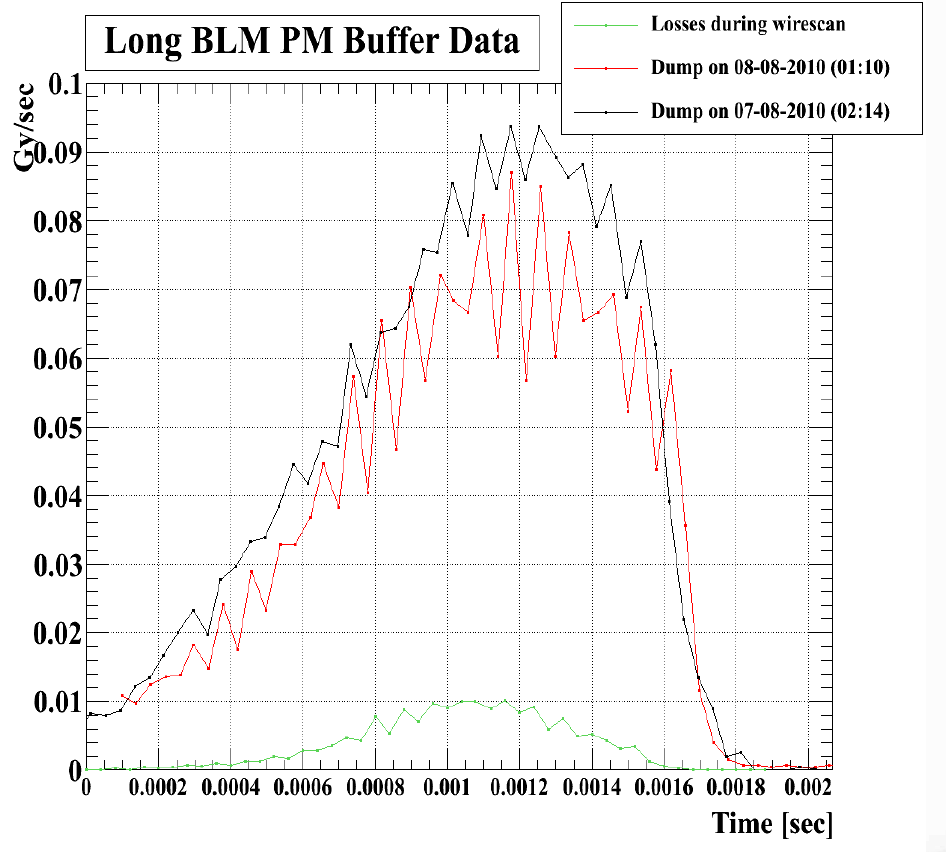 Long BLM PM Buffer Data
Losses during wirescan
Dump on 08-08-2010 (01:10)
Dump on 07-08-2010 (02:14)
Gy/sec
0.1
0.09
0.08
0.07
0.06
0.05
0.04
0.03
0.02
0.01
0
0 0.0002 0.0004 0.0006 0.0008 0.001 0.0012 0.0014 0.0016 0.0018 0.002
Time [sec]